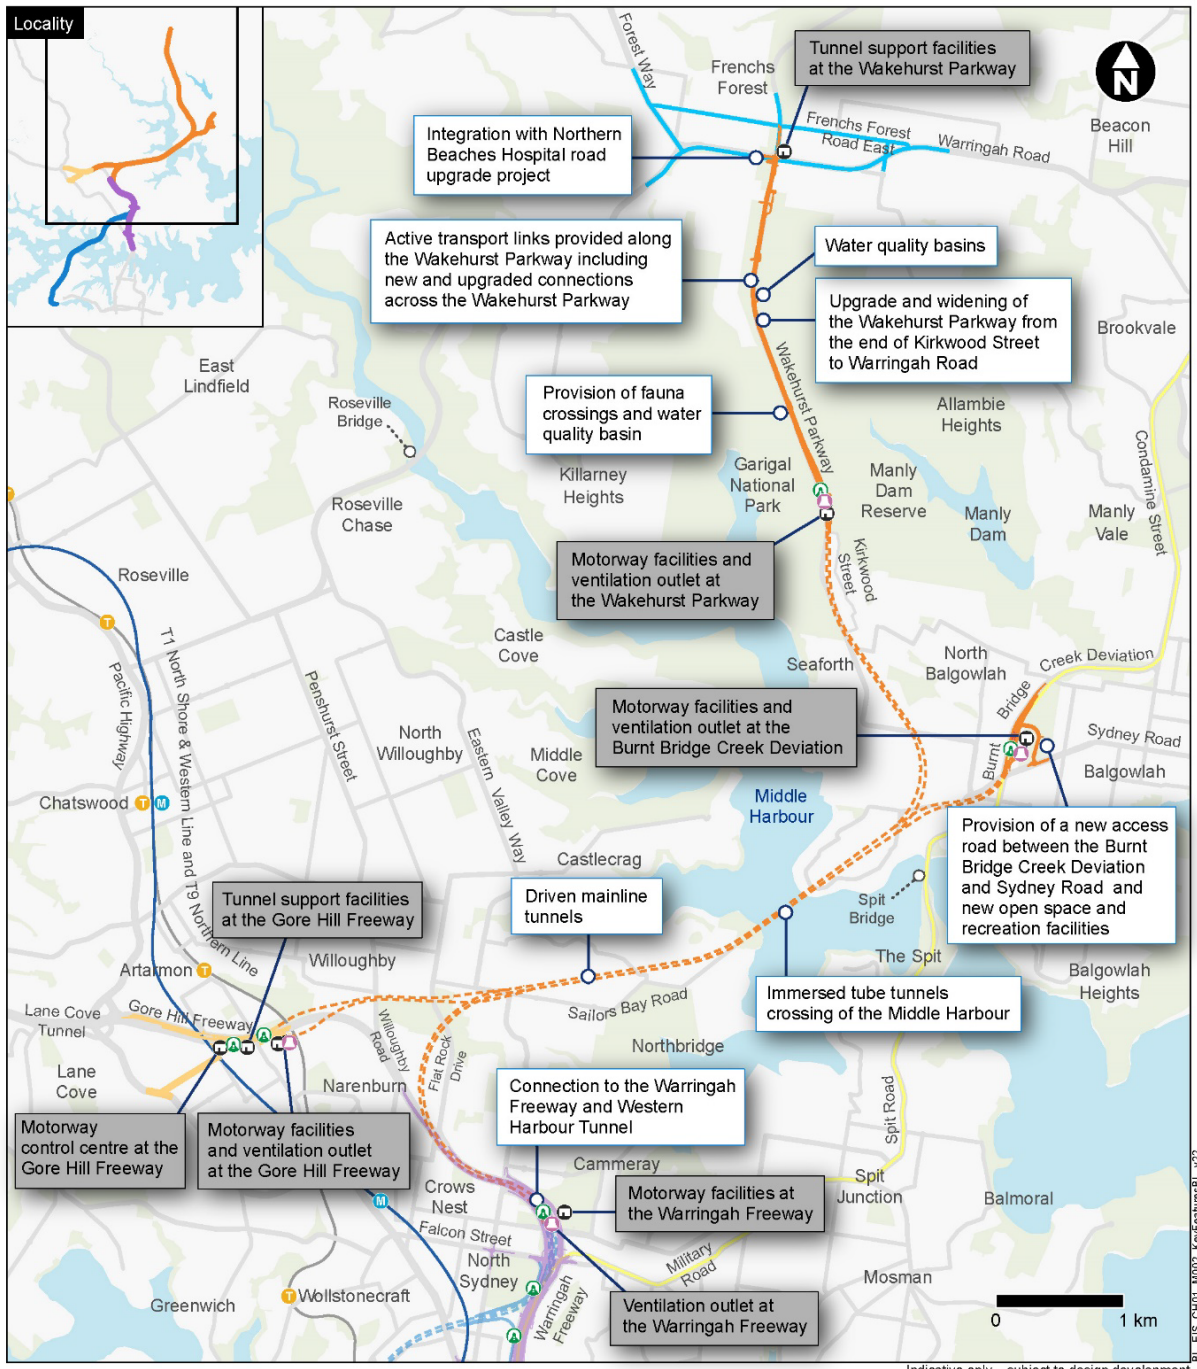 Locality
N
Forest Way
Frenchs
Forest
Tunnel support facilities
at the Wakehurst Parkway
Frenchs Forest
Road East
Warringah Road
Beacon
Hill
Integration with Northern
Beaches Hospital road
upgrade project
Active transport links provided along
the Wakehurst Parkway including
new and upgraded connections
across the Wakehurst Parkway
Water quality basins
Upgrade and widening of
the Wakehurst Parkway from
the end of Kirkwood Street
to Warringah Road
Brookvale
East
Lindfield
Roseville
Bridge
Provision of fauna
crossings and water
quality basin
Wakehurst Parkway
Allambie
Heights
Condamine Street
Killarney
Heights
Garigal
National
Park
Manly
Dam
Reserve
Manly
Dam
Manly
Vale
Roseville
Chase
Motorway facilities and
ventilation outlet at
the Wakehurst Parkway
Kirkwood
Street
Roseville
T
T
T1 North Shore & Western Line and T9 Northern Line
Pacific Highway
Penshurst Street
Castle
Cove
Seaforth
North
Balgowlah
Burnt Bridge Creek Deviation
Motorway facilities and
ventilation outlet at the
Burnt Bridge Creek Deviation
Sydney Road
Balgowlah
North
Willoughby
Eastern Valley Way
Middle
Cove
Middle
Harbour
Chatswood T M
Provision of a new access
road between the Burnt
Bridge Creek Deviation
and Sydney Road and
new open space and
recreation facilities
Castlecrag
Driven mainline
tunnels
Spit
Bridge
The Spit
Tunnel support facilities
at the Gore Hill Freeway
Artarmon T
Willoughby
Balgowlah
Heights
Immersed tube tunnels
crossing of the Middle Harbour
Sailors Bay Road
Lane Cove
Tunnel
Gore Hill Freeway
Willoughby
Road
Flat Rock
Drive
Northbridge
Lane
Cove
Narenburn
Connection to the Warringah
Freeway and Western
Harbour Tunnel
Spit Road
Motorway
control centre at the
Gore Hill Freeway
Motorway facilities
and ventilation outlet
at the Gore Hill Freeway
M
Cammeray
Crows
Nest
Motorway facilities at
the Warringah Freeway
Spit
Junction
Balmoral
Falcon Street
North
Sydney
Military
Road
Mosman
Warringah
Freeway
Greenwich
T Wollstonecraft
Ventilation outlet at
the Warringah Freeway
0 1 km
Indicative only – subject to design development